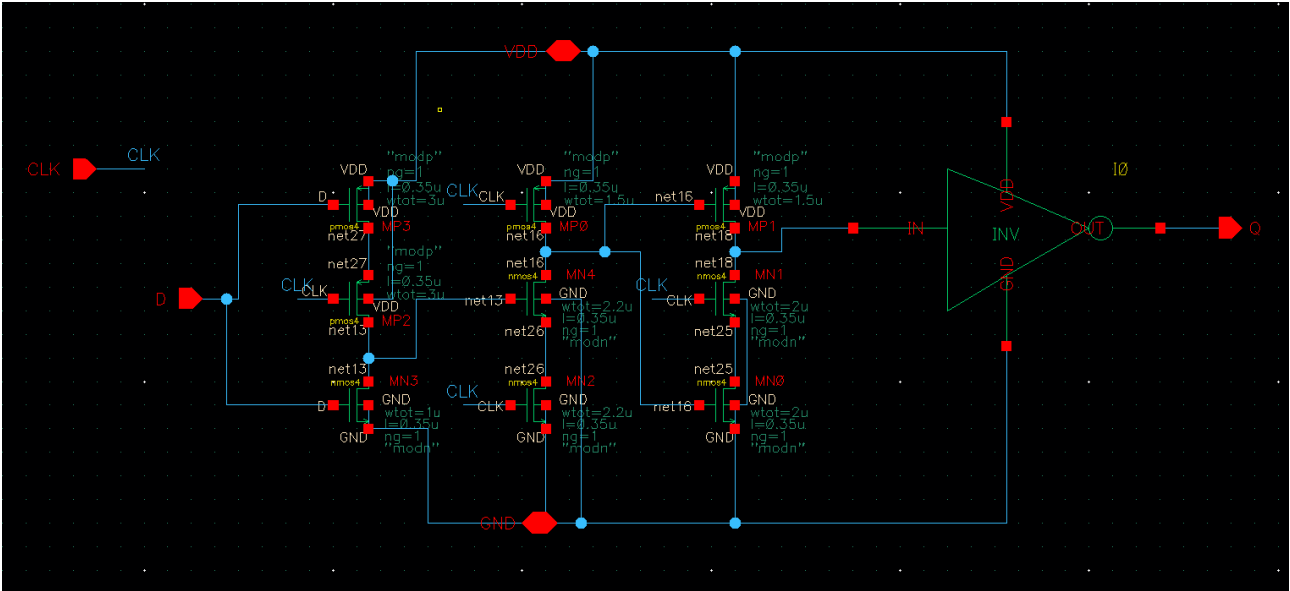 VDD
CLK
CLK
"modp"
ng=1
l=0.35u
wtot=3u
VDD
D
VDD
pmos4
MP3
net27
"modp"
ng=1
l=0.35u
wtot=1.5u
VDD
CLK
CLK
VDD
pmos4
MP0
net16
"modp"
ng=1
l=0.35u
wtot=1.5u
VDD
net16
VDD
pmos4
MP1
net18
I0
VDD
IN
INV
OUT
GND
Q
D
net27
"modp"
ng=1
l=0.35u
wtot=3u
CLK
CLK
VDD
pmos4
MP2
net13
net16
nmos4
MN4
net13
GND
wtot=2.2u
l=0.35u
ng=1
"modn"
net26
net18
nmos4
MN1
CLK
CLK
GND
wtot=2u
l=0.35u
ng=1
"modn"
net25
net13
nmos4
MN3
D
GND
wtot=1u
l=0.35u
ng=1
"modn"
GND
net26
nmos4
MN2
CLK
CLK
GND
wtot=2.2u
l=0.35u
ng=1
"modn"
GND
net25
nmos4
MN0
net16
GND
wtot=2u
l=0.35u
ng=1
"modn"
GND
GND